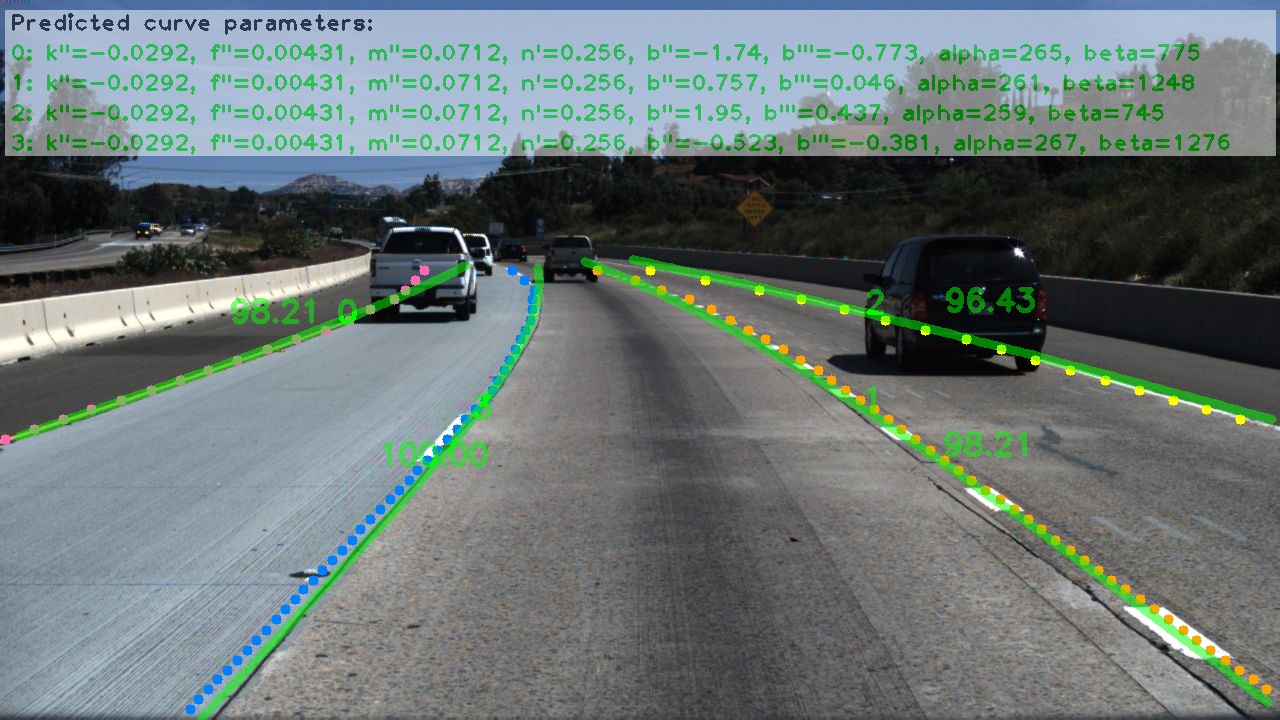 Predicted curve parameters:
0: k"=-0.0292, f"=0.00431, m"=0.0712, n'=0.256, b"=-1.74, b'''=-0.773, alpha=265, beta=775
1: k"=-0.0292, f"=0.00431, m"=0.0712, n'=0.256, b"=0.757, b'''=0.046, alpha=261, beta=1248
2: k"=-0.0292, f"=0.00431, m"=0.0712, n'=0.256, b"=1.95, b'''=0.437, alpha=259, beta=745
3: k"=-0.0292, f"=0.00431, m"=0.0712, n'=0.256, b"=-0.523, b'''=-0.381, alpha=267, beta=1276
98.21 0
2 96.43
1
98.21
100.00